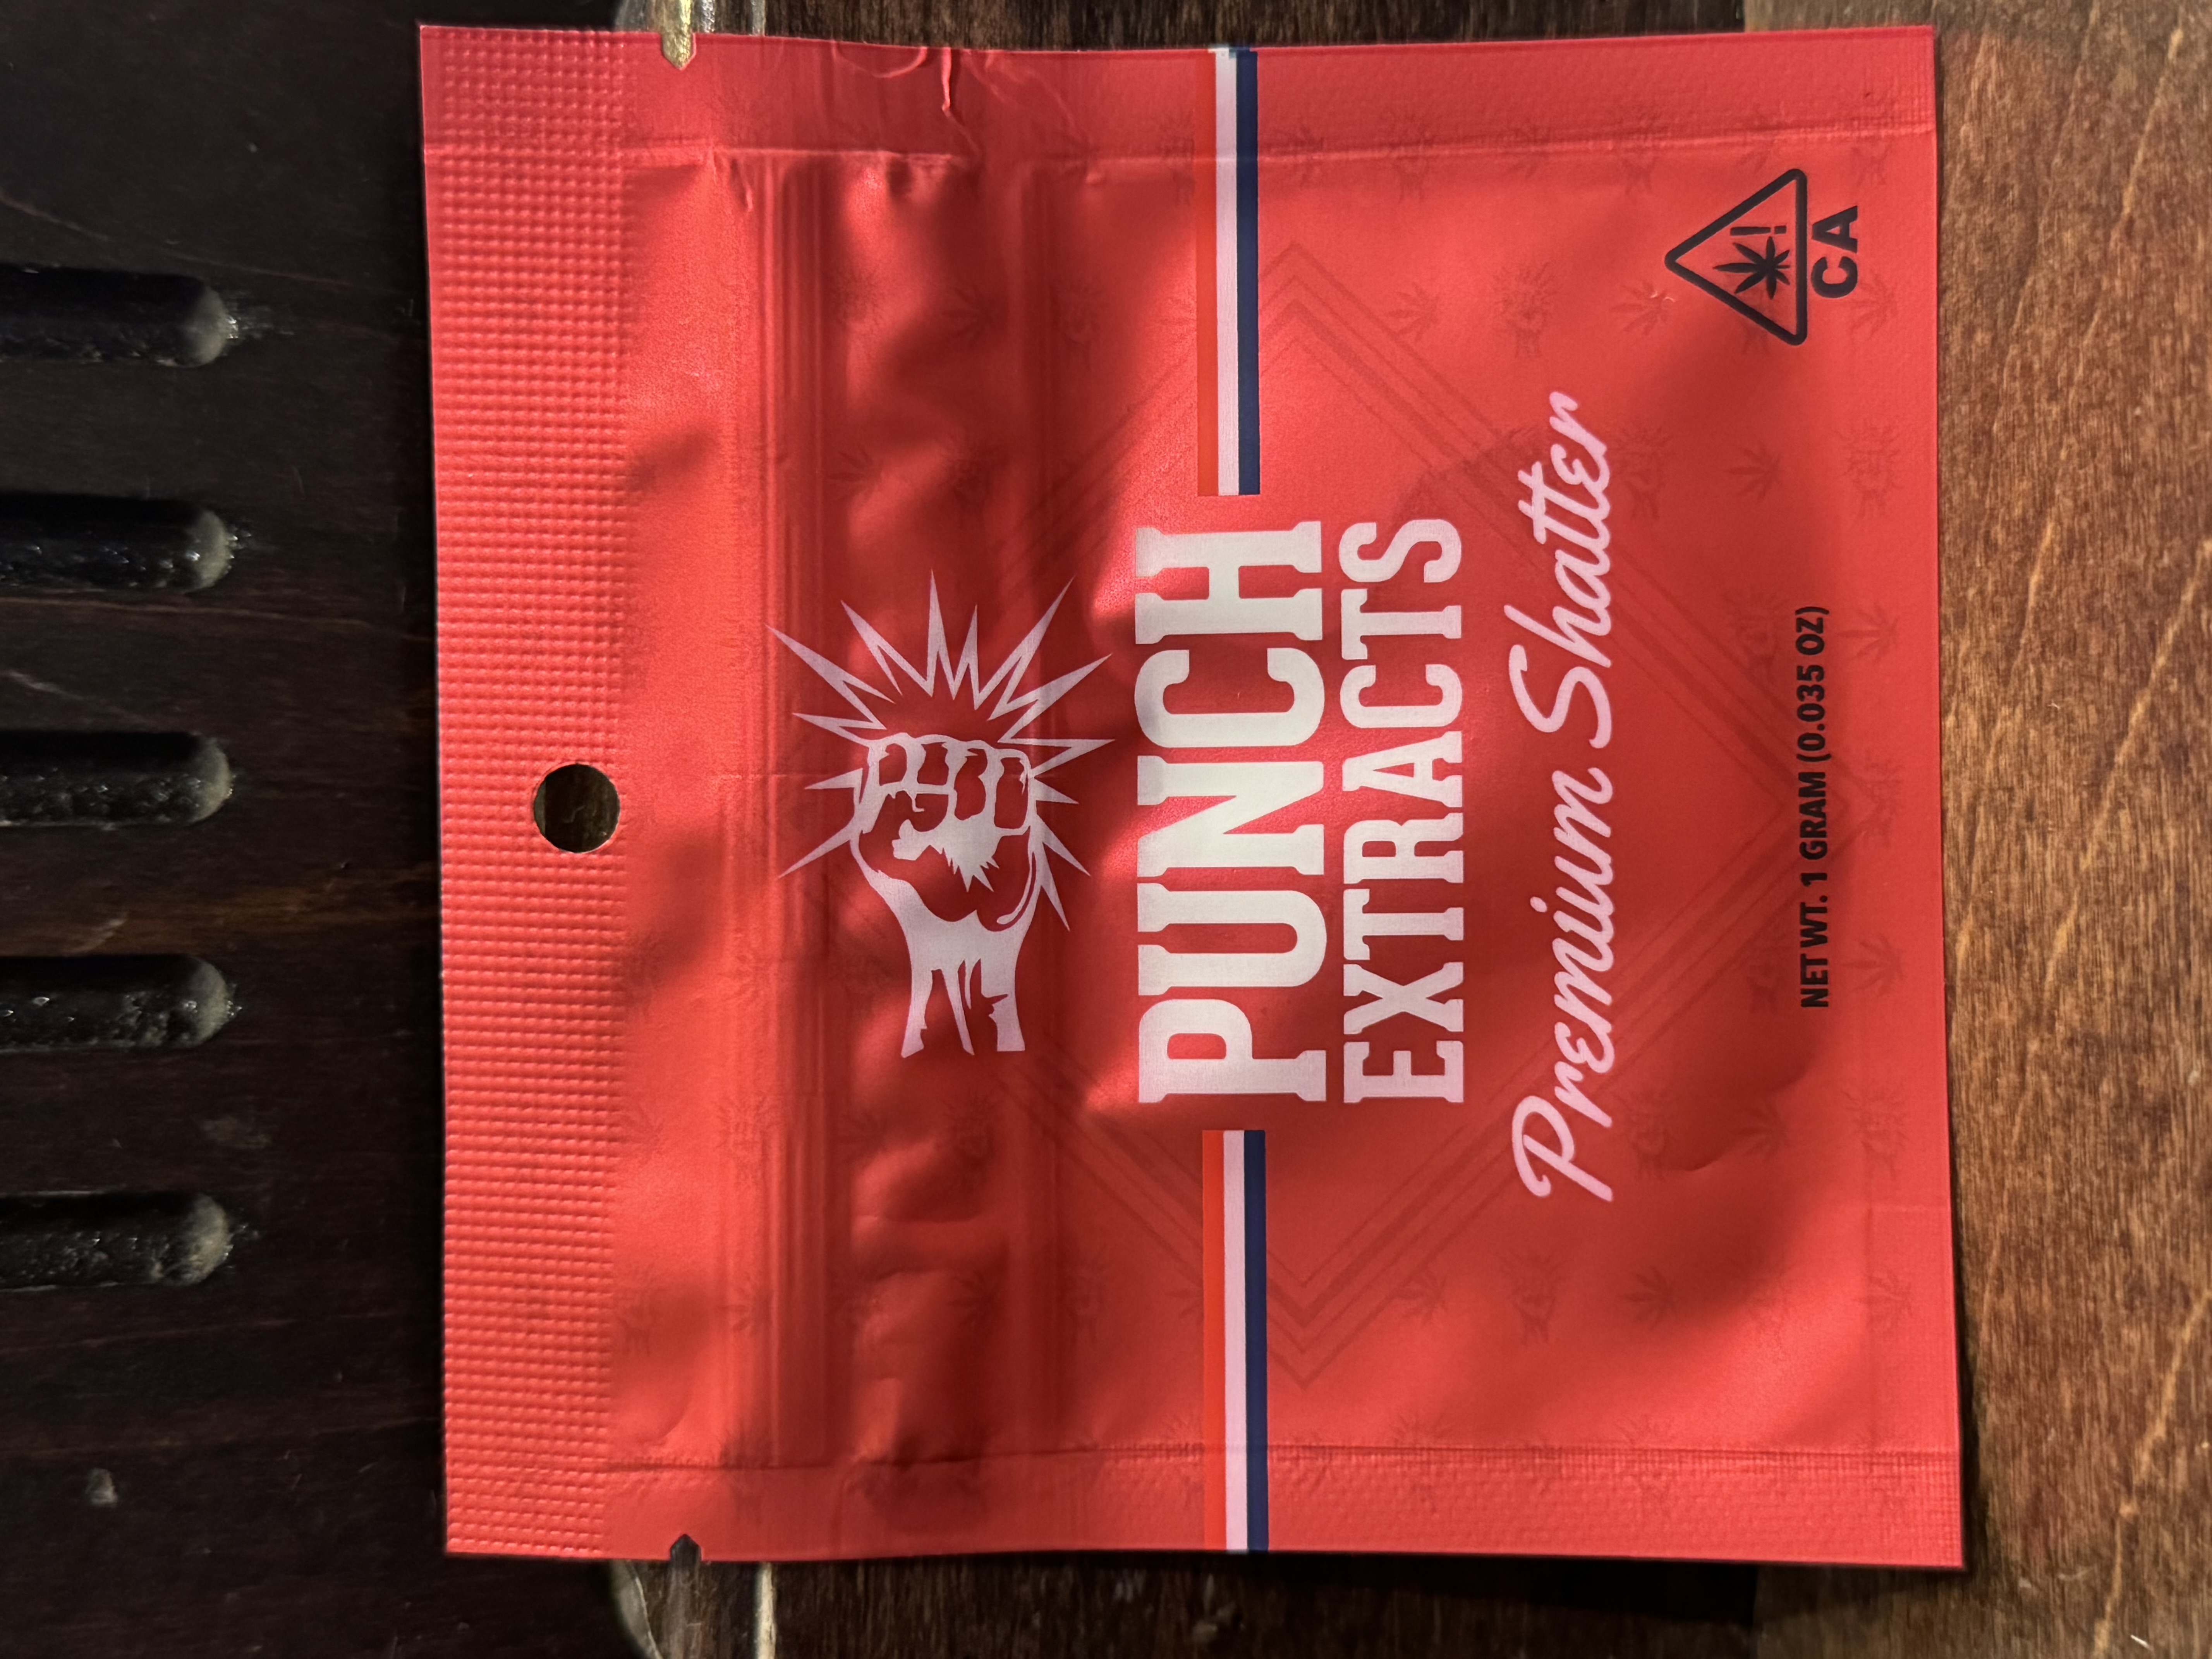 PUNCH
EXTRACTS
Premium Shatter
NET WT. 1 GRAM (0.035 OZ)
!
CA